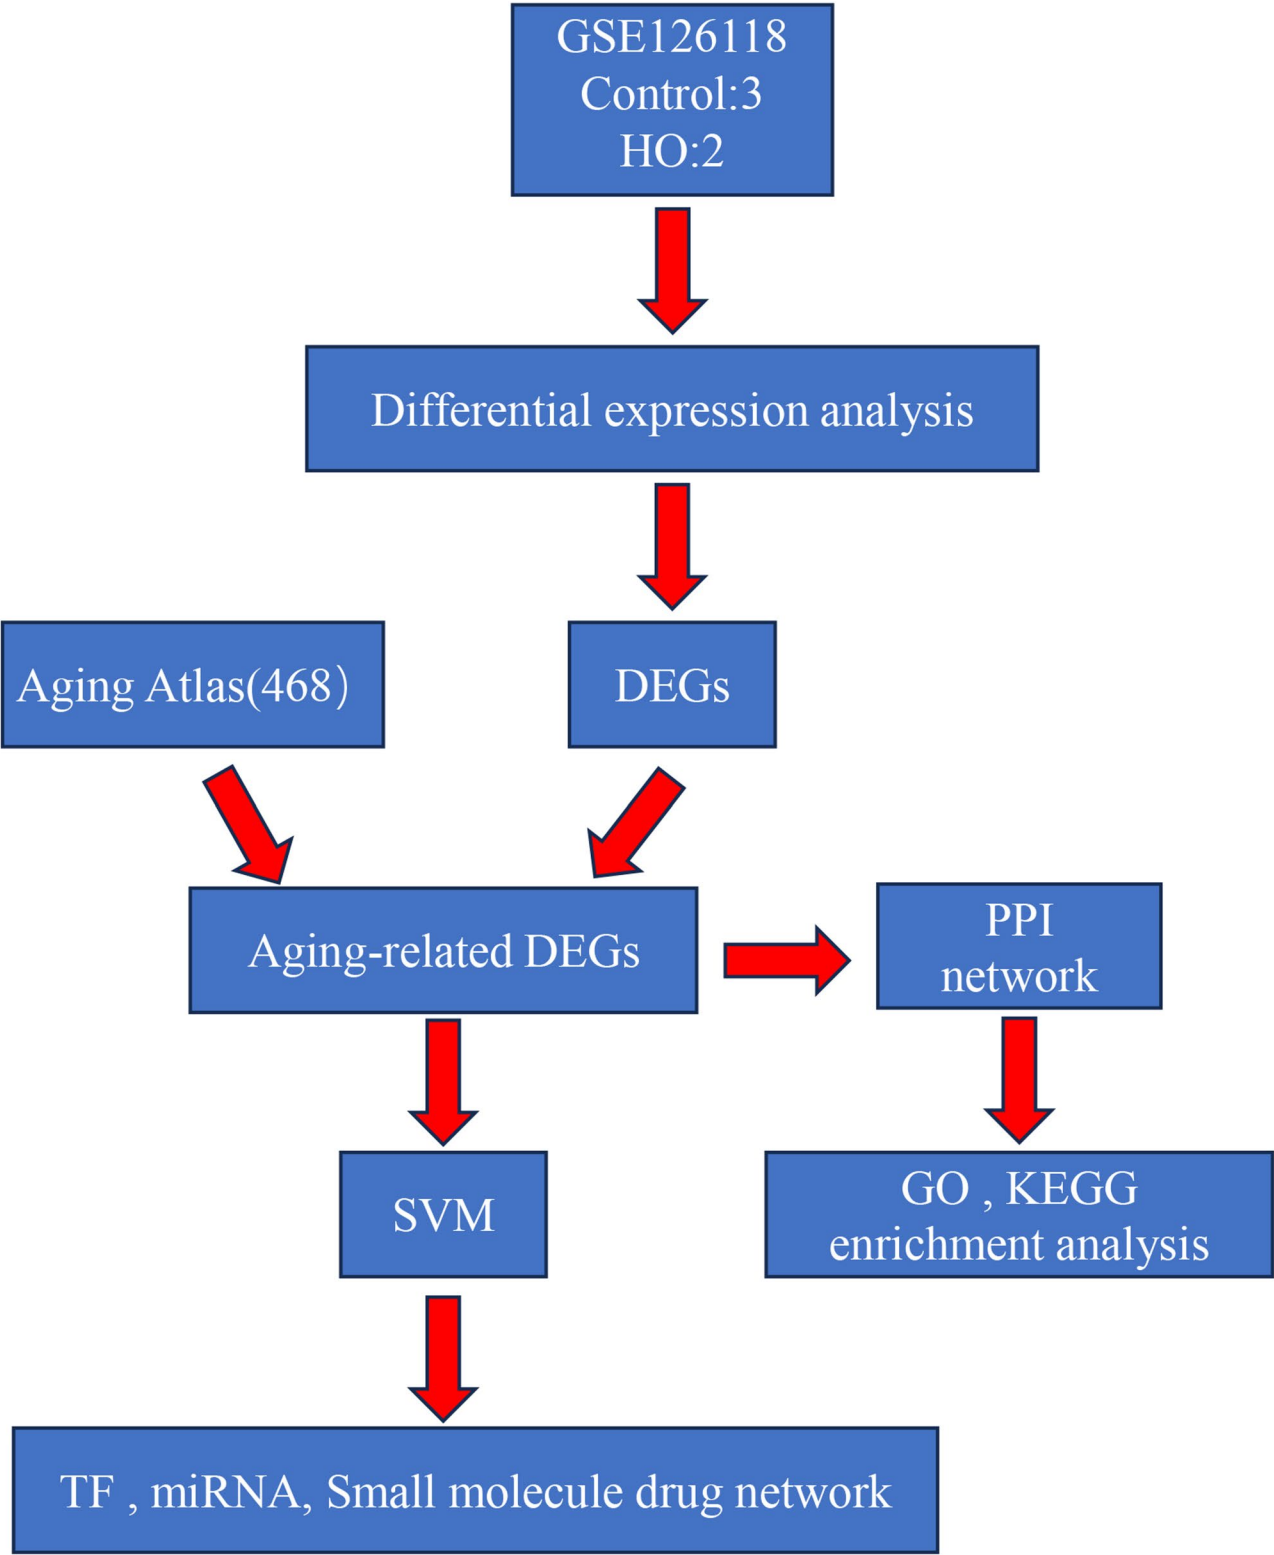 GSE126118
Control:3
HO:2
Differential expression analysis
Aging Atlas(468）
DEGs
Aging-related DEGs
PPI
network
SVM
GO , KEGG
enrichment analysis
TF , miRNA, Small molecule drug network